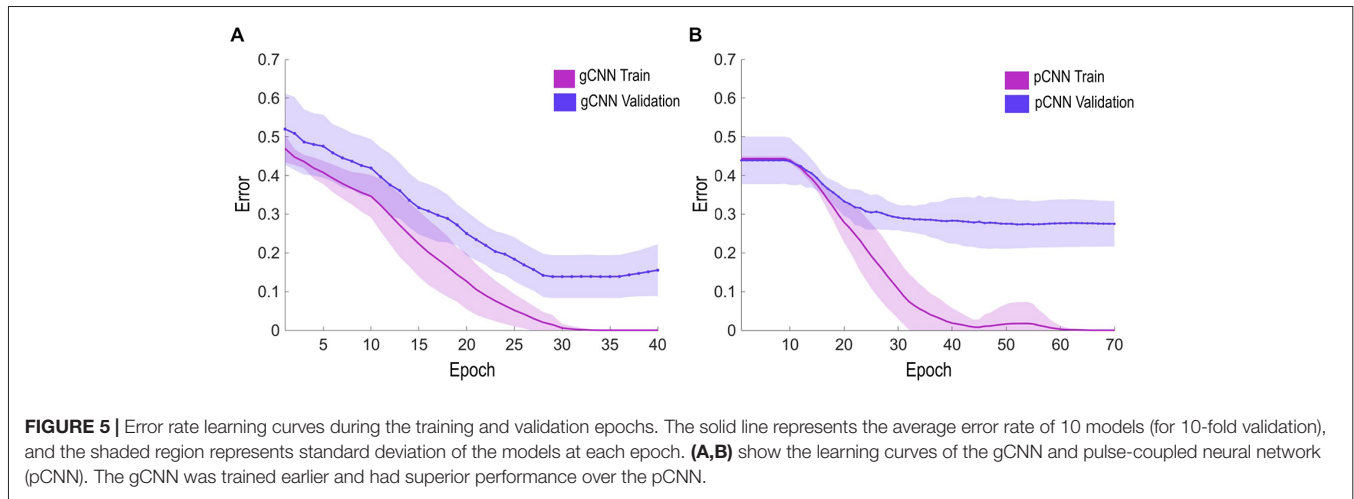 A
0.7
0.6
0.5
0.4
0.3
0.2
0.1
0
Error
5
10
15
20
25
30
35
40
Epoch
gCNN Train
gCNN Validation
B
0.7
0.6
0.5
0.4
0.3
0.2
0.1
0
Error
10
20
30
40
50
60
70
Epoch
pCNN Train
pCNN Validation
FIGURE 5 | Error rate learning curves during the training and validation epochs. The solid line represents the average error rate of 10 models (for 10-fold validation),
and the shaded region represents standard deviation of the models at each epoch. (A,B) show the learning curves of the gCNN and pulse-coupled neural network
(pCNN). The gCNN was trained earlier and had superior performance over the pCNN.